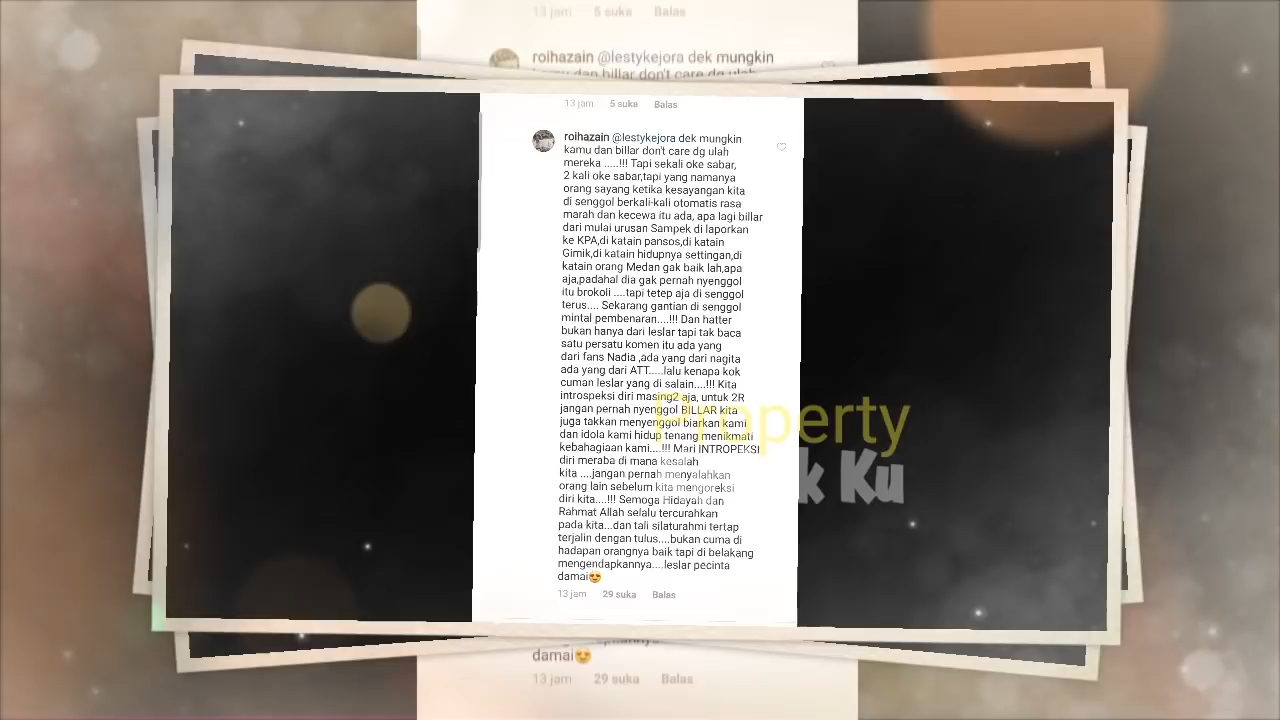 13 jam 5 suka Balas
roihazain @lestykejora dek mungkin
kamu dan billar don't care dg ulah
13 jam 5 suka Balas
roihazain @lestykejora dek mungkin
kamu dan billar don't care dg ulah
mereka .....!!! Tapi sekali oke sabar,
2 kali oke sabar,tapi yang namanya
orang sayang ketika kesayangan kita
di senggol berkali-kali otomatis rasa
marah dan kecewa itu ada, apa lagi billar
dari mulai urusan Sampek di laporkan
ke KPA,di katain pansos,di katain
Gimik,di katain hidupnya settingan,di
katain orang Medan gak baik lah,apa
aja,padahal dia gak pernah nyenggol
itu brokoli ....tapi tetep aja di senggol
terus.... Sekarang gantian di senggol
mintal pembenaran....!!! Dan hatter
bukan hanya dari leslar tapi tak baca
satu persatu komen itu ada yang
dari fans Nadia ,ada yang dari nagita
ada yang dari ATT.....lalu kenapa kok
cuman leslar yang di salain....!!! Kita
introspeksi diri masing2 aja, untuk 2R
jangan pernah nyenggol BILLAR kita
juga takkan menyenggol biarkan kami
dan idola kami hidup tenang menikmati
kebahagiaan kami....!!! Mari INTROPEKSI
diri meraba di mana kesalah
kita ....jangan pernah menyalahkan
orang lain sebelum kita mengoreksi
diri kita....!!! Semoga Hidayah dan
Rahmat Allah selalu tercurahkan
pada kita...dan tali silaturahmi tertap
terjalin dengan tulus....bukan cuma di
hadapan orangnya baik tapi di belakang
mengendapkannya....leslar pecinta
damai😍
13 jam 29 suka Balas
Property
Ku
damai😍
13 jam 29 suka Balas